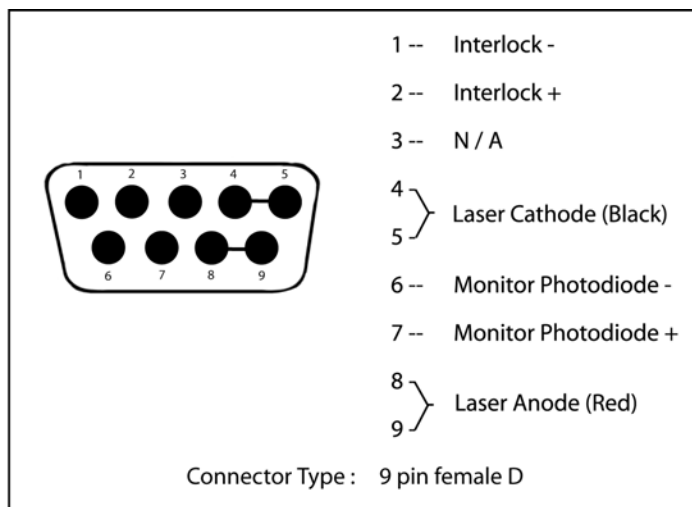 1 2 3 4 5
6 7 8 9
1 -- Interlock -
2 -- Interlock +
3 -- N / A
4
Laser Cathode (Black)
5
6 -- Monitor Photodiode -
7 -- Monitor Photodiode +
8
Laser Anode (Red)
9
Connector Type : 9 pin female D